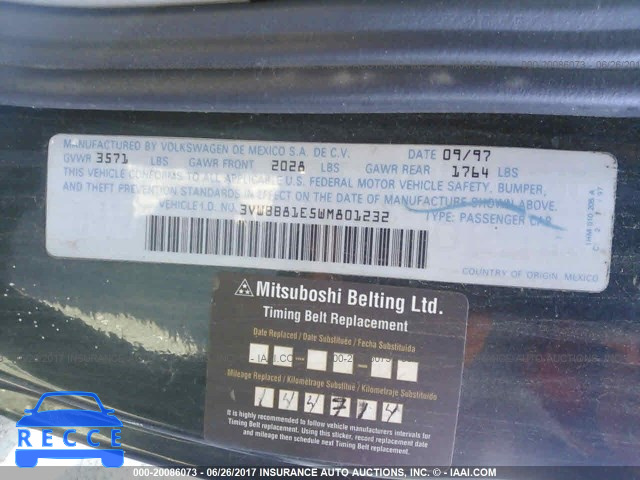 MANUFACTURED BY VOLKSWAGEN DE MEXICO S.A. DE C.V. DATE 09/97
GVWR 3571 LBS GAWR FRONT 2028 LBS GAWR REAR 1764 LBS
THIS VEHICLE CONFORMS TO ALL APPLICABLE U.S. FEDERAL MOTOR VEHICLE SAFETY, BUMPER,
AND THEFT PREVENTION STANDARDS IN EFFECT ON THE DATE OF MANUFACTURE SHOWN ABOVE.
VEHICLE I.D. NO. 3VWBB81E5WM801232 TYPE: PASSENGER CAR
COUNTRY OF ORIGIN MEXICO
Mitsuboshi Belting Ltd.
Timing Belt Replacement
Date Replaced / Date Substituée / Fecha Substituida
Mileage Replaced / Kilométrage Substitué / Kilometraje Substituido
144714
It is highly recommended to follow vehicle manufacturers intervals for
Timing Belt replacement. Using this sticker, record replacement date
and mileage then schedule next Timing Belt Replacement.
RECCE
000-20086073 - 06/26/2017 INSURANCE AUTO AUCTIONS, INC. - IAAI.COM